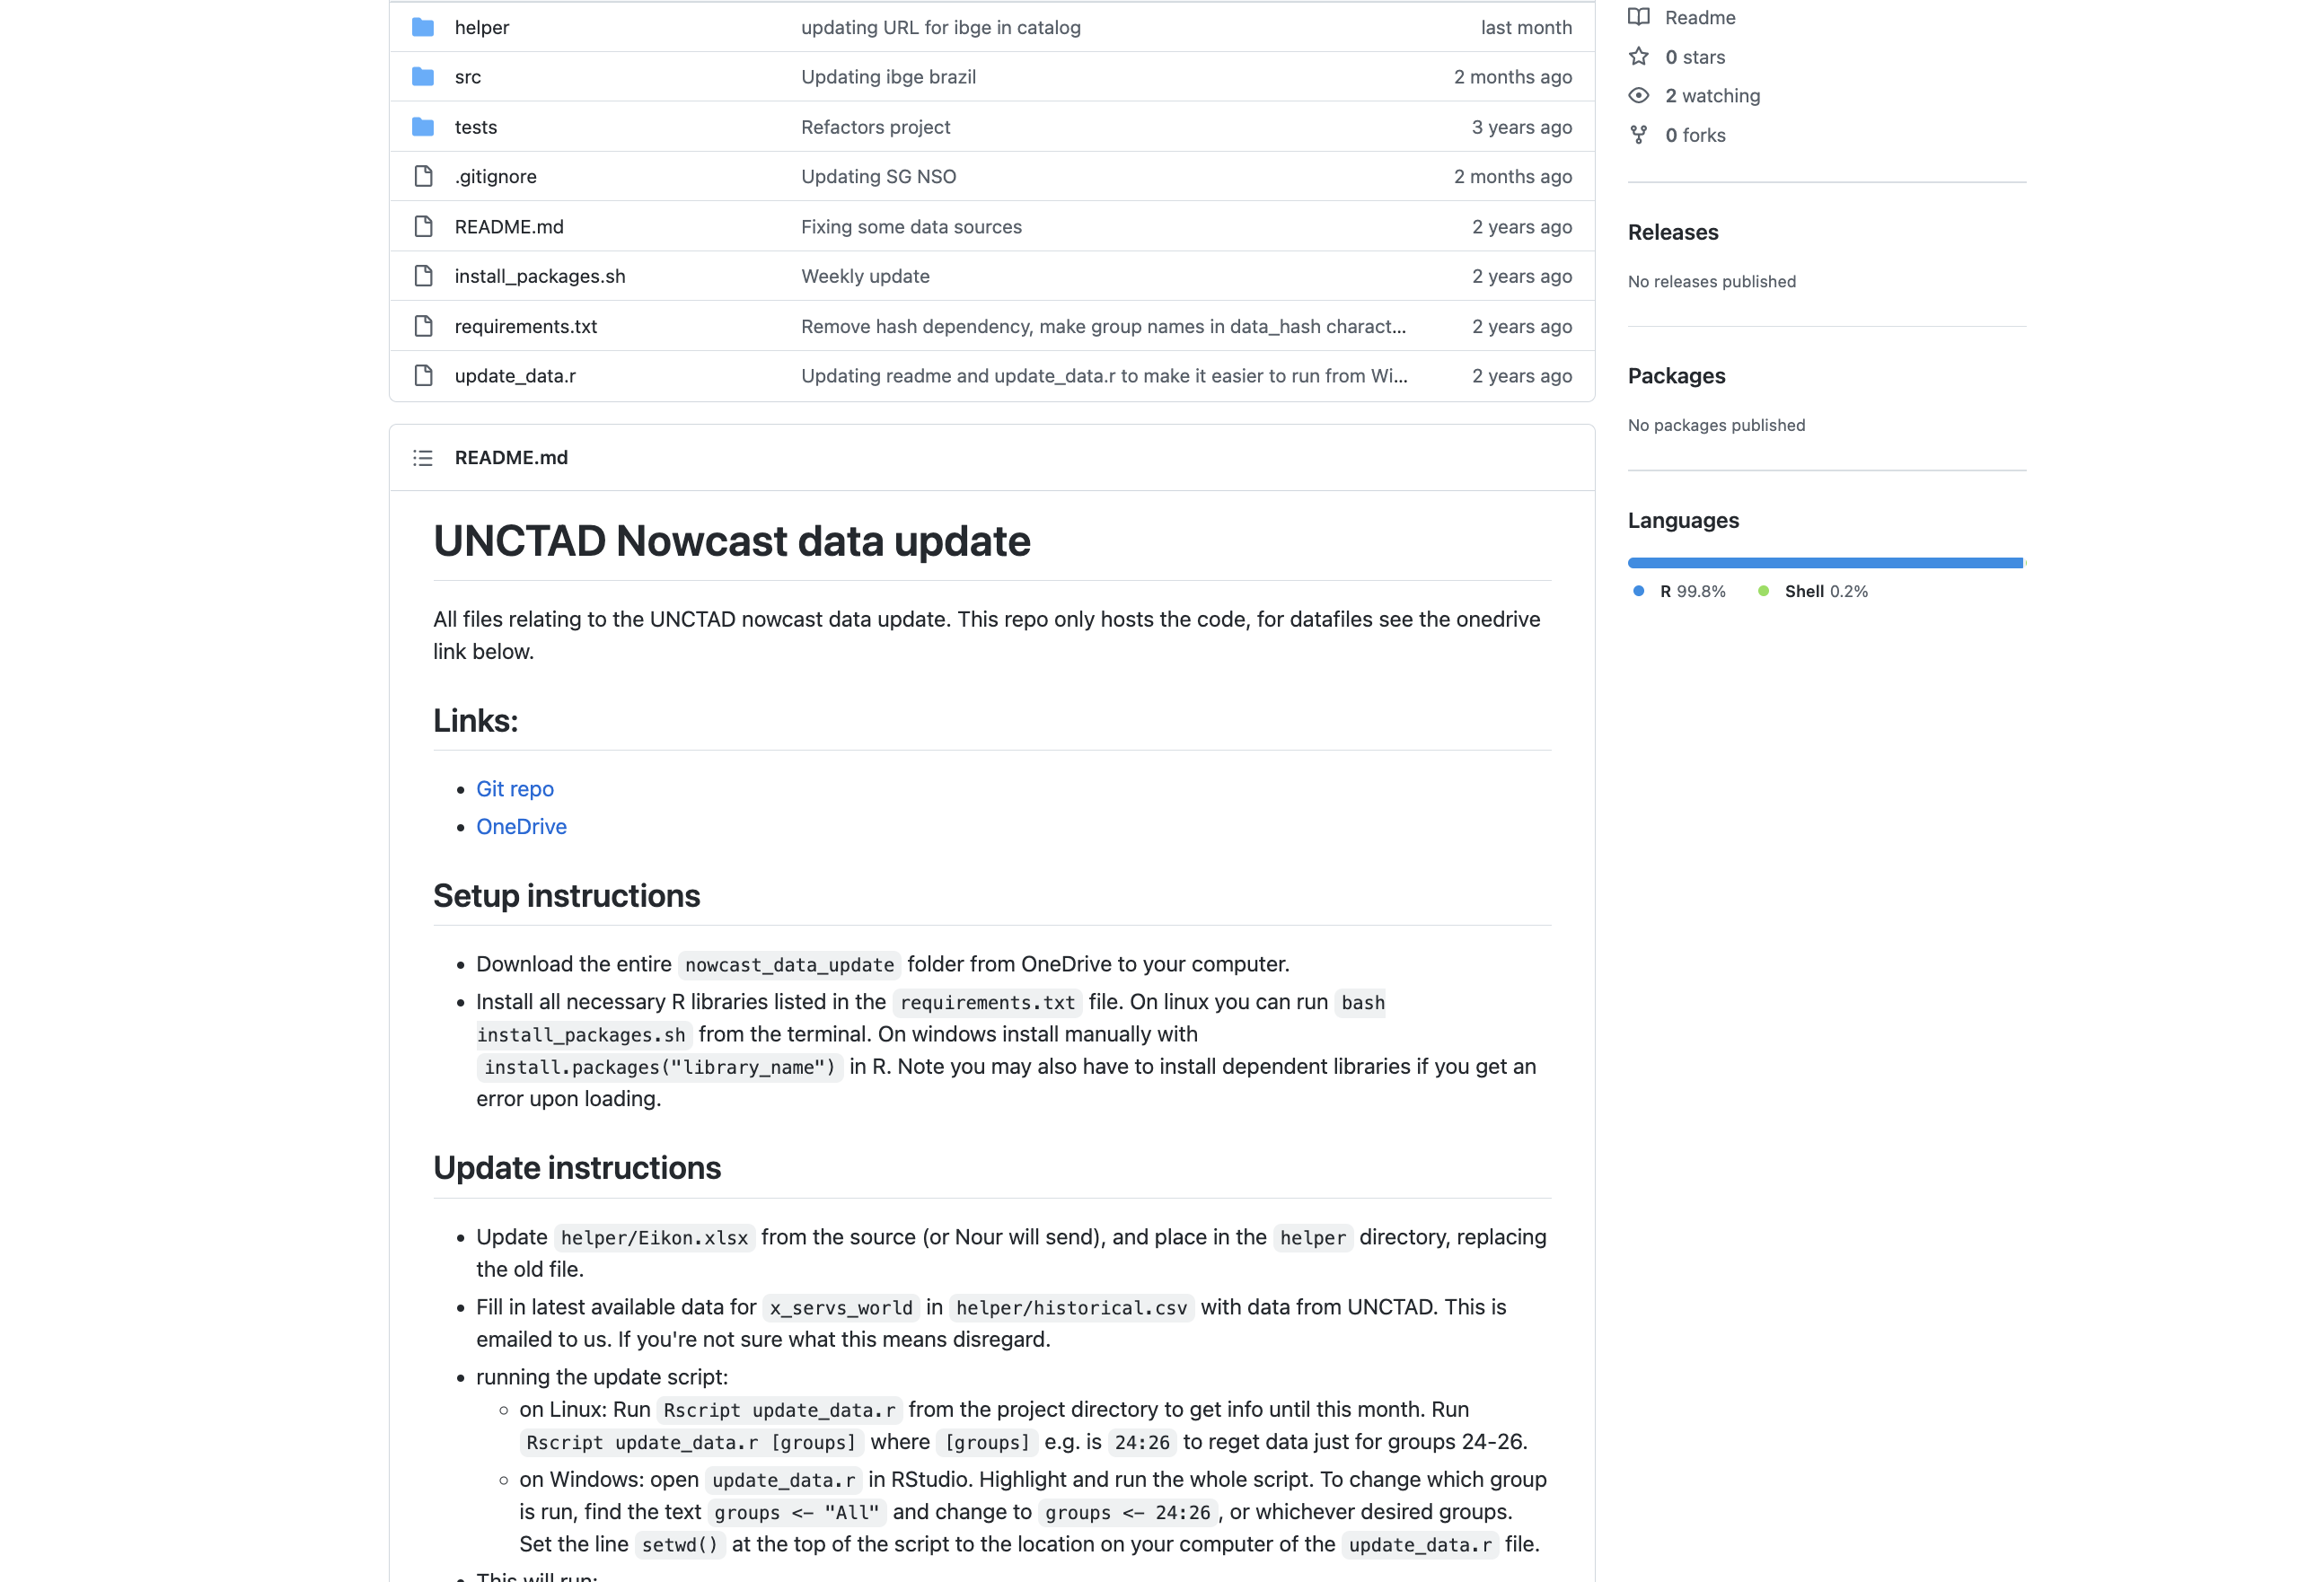 helper updating URL for ibge in catalog last month
src Updating ibge brazil 2 months ago
tests Refactors project 3 years ago
.gitignore Updating SG NSO 2 months ago
README.md Fixing some data sources 2 years ago
install_packages.sh Weekly update 2 years ago
requirements.txt Remove hash dependency, make group names in data_hash charact... 2 years ago
update_data.r Updating readme and update_data.r to make it easier to run from Wi... 2 years ago
README.md
UNCTAD Nowcast data update
All files relating to the UNCTAD nowcast data update. This repo only hosts the code, for datafiles see the onedrive
link below.
Links:
• Git repo
• OneDrive
Setup instructions
• Download the entire nowcast_data_update folder from OneDrive to your computer.
• Install all necessary R libraries listed in the requirements.txt file. On linux you can run bash
install_packages.sh from the terminal. On windows install manually with
install.packages("library_name") in R. Note you may also have to install dependent libraries if you get an
error upon loading.
Update instructions
• Update helper/Eikon.xlsx from the source (or Nour will send), and place in the helper directory, replacing
the old file.
• Fill in latest available data for x_servs_world in helper/historical.csv with data from UNCTAD. This is
emailed to us. If you're not sure what this means disregard.
• running the update script:
◦ on Linux: Run Rscript update_data.r from the project directory to get info until this month. Run
Rscript update_data.r [groups] where [groups] e.g. is 24:26 to reget data just for groups 24-26.
◦ on Windows: open update_data.r in RStudio. Highlight and run the whole script. To change which group
is run, find the text groups <- "All" and change to groups <- 24:26, or whichever desired groups.
Set the line setwd() at the top of the script to the location on your computer of the update_data.r file.
• This will run:
Readme
0 stars
2 watching
0 forks
Releases
No releases published
Packages
No packages published
Languages
R 99.8% Shell 0.2%